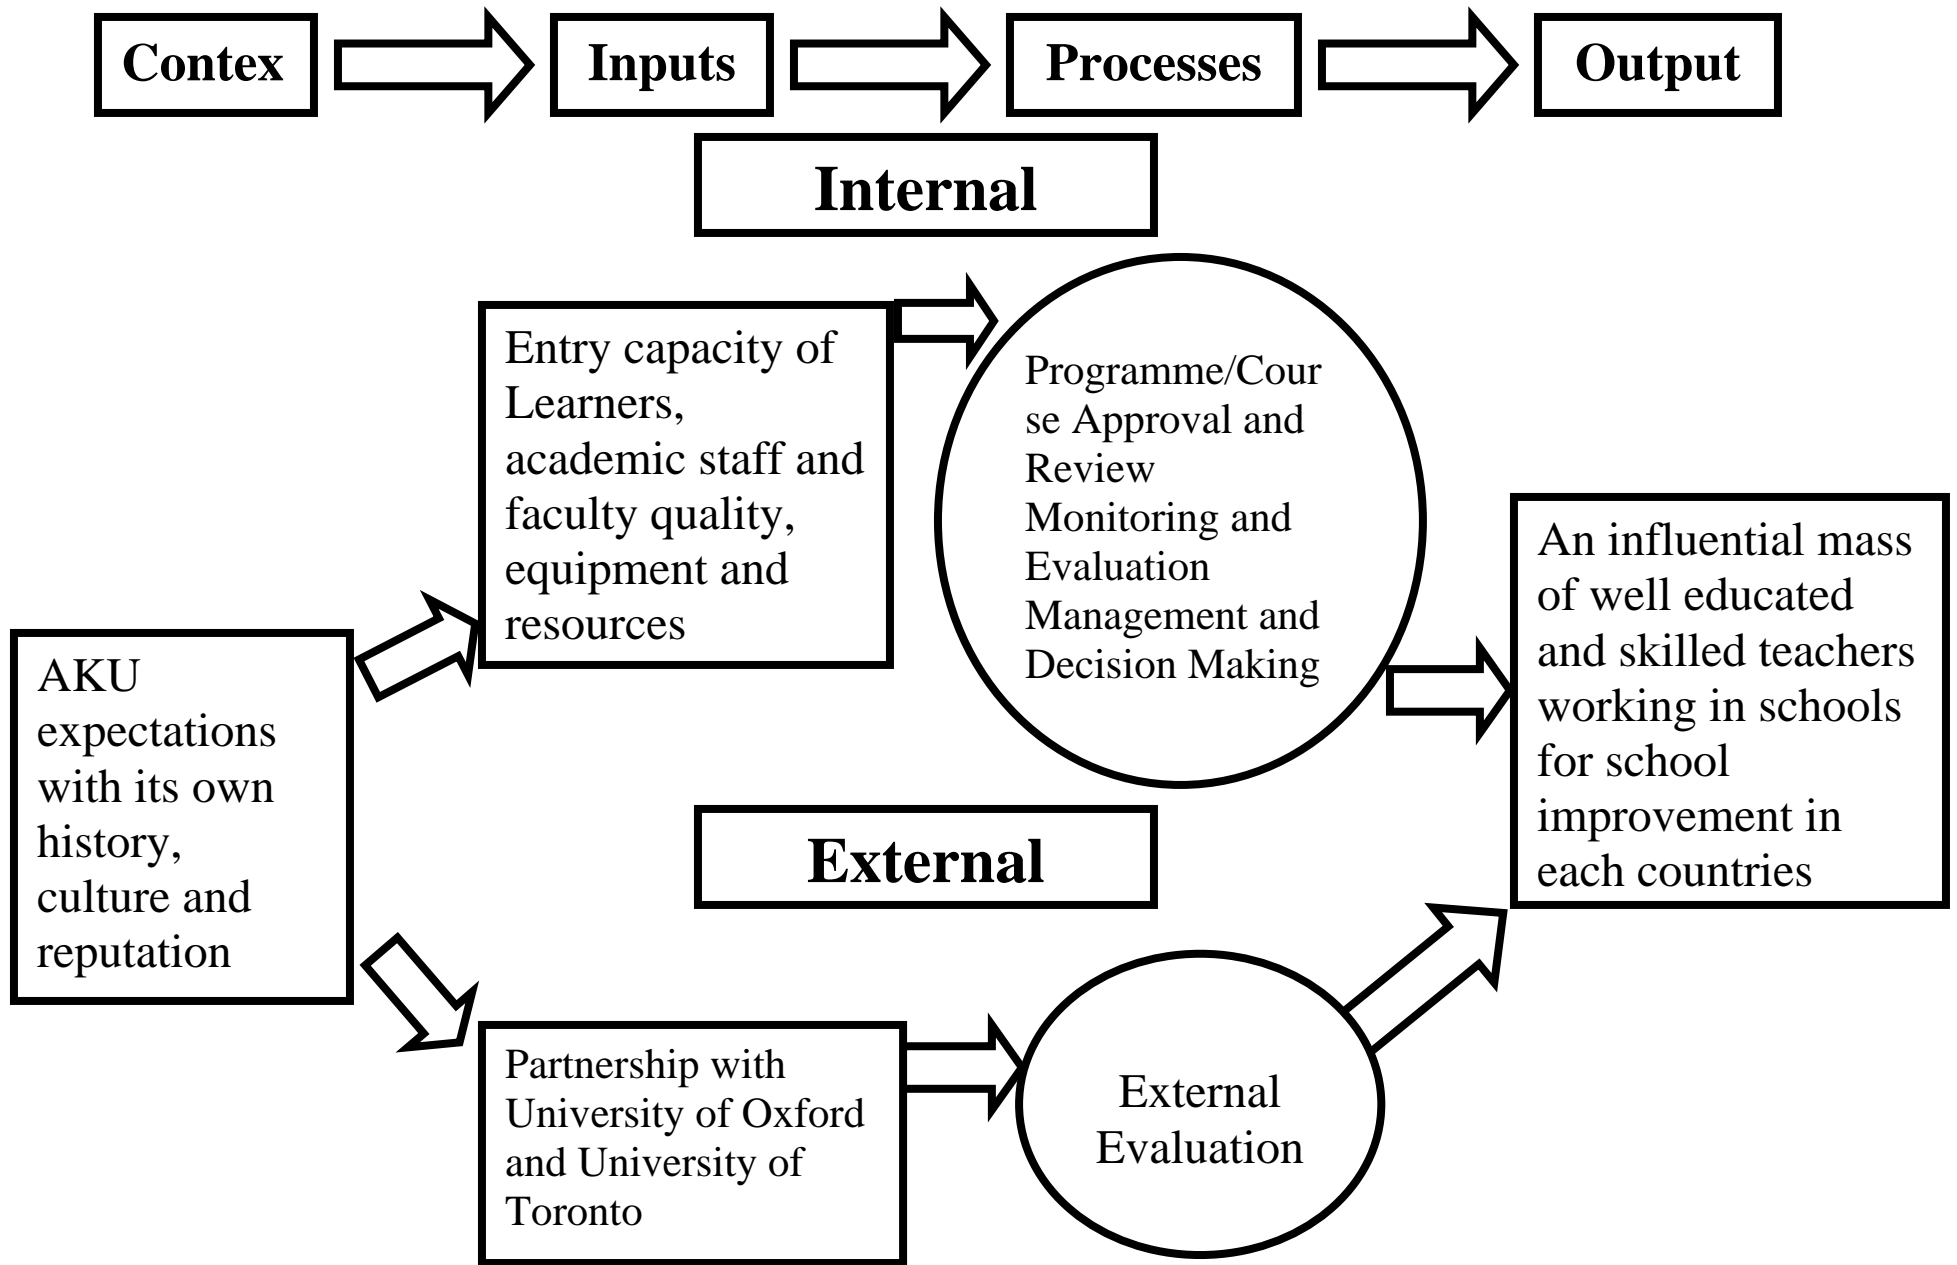 Contex
Inputs
Processes
Output
Internal
Entry capacity of
Learners,
academic staff and
faculty quality,
equipment and
resources
Programme/Cour
se Approval and
Review
Monitoring and
Evaluation
Management and
Decision Making
AKU
expectations
with its own
history,
culture and
reputation
An influential mass
of well educated
and skilled teachers
working in schools
for school
improvement in
each countries
External
Partnership with
University of Oxford
and University of
Toronto
External
Evaluation